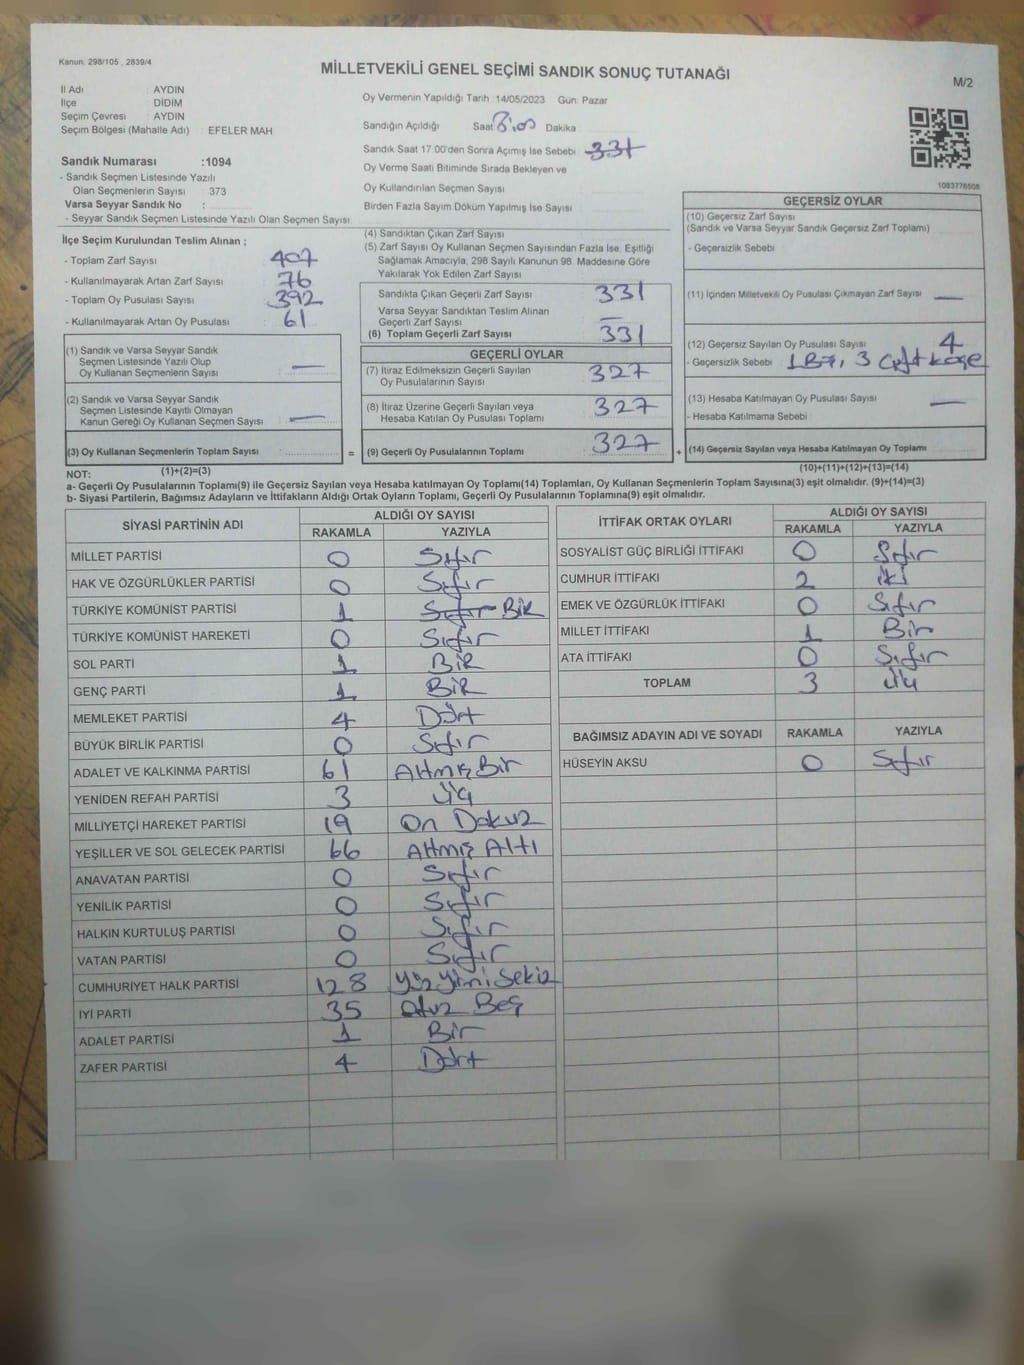 Kanun: 298/105 , 2839/4
MİLLETVEKİLİ GENEL SEÇİMİ SANDIK SONUÇ TUTANAĞI
M/2
İl Adı : AYDIN
İlçe : DİDİM
Seçim Çevresi : AYDIN
Seçim Bölgesi (Mahalle Adı) : EFELER MAH
Sandık Numarası :1094
- Sandık Seçmen Listesinde Yazılı
Olan Seçmenlerin Sayısı : 373
Varsa Seyyar Sandık No :
- Seyyar Sandık Seçmen Listesinde Yazılı Olan Seçmen Sayısı:
Oy Vermenin Yapıldığı Tarih :14/05/2023 Gün: Pazar
Sandığın Açıldığı Saat 8:00 Dakika
Sandık Saat 17:00'den Sonra Açımış İse Sebebi 331
Oy Verme Saati Bitiminde Sırada Bekleyen ve
Oy Kullandırılan Seçmen Sayısı
Birden Fazla Sayım Döküm Yapılmış İse Sayısı
1083776508
İlçe Seçim Kurulundan Teslim Alınan ;
- Toplam Zarf Sayısı : 407
- Kullanılmayarak Artan Zarf Sayısı : 76
- Toplam Oy Pusulası Sayısı : 392
- Kullanılmayarak Artan Oy Pusulası : 61
(4) Sandıktan Çıkan Zarf Sayısı
(5) Zarf Sayısı Oy Kullanan Seçmen Sayısından Fazla İse, Eşitliği
Sağlamak Amacıyla, 298 Sayılı Kanunun 98. Maddesine Göre
Yakılarak Yok Edilen Zarf Sayısı
Sandıkta Çıkan Geçerli Zarf Sayısı 331
Varsa Seyyar Sandıktan Teslim Alınan
Geçerli Zarf Sayısı —
(6) Toplam Geçerli Zarf Sayısı 331
GEÇERSİZ OYLAR
(10) Geçersiz Zarf Sayısı
(Sandık ve Varsa Seyyar Sandık Geçersiz Zarf Toplamı)
- Geçersizlik Sebebi
(11) İçinden Milletvekili Oy Pusulası Çıkmayan Zarf Sayısı —
(12) Geçersiz Sayılan Oy Pusulası Sayısı 4
- Geçersizlik Sebebi : 3 çift köşe
(13) Hesaba Katılmayan Oy Pusulası Sayısı —
- Hesaba Katılmama Sebebi
(14) Geçersiz Sayılan veya Hesaba Katılmayan Oy Toplamı
(10)+(11)+(12)+(13)=(14)
(1) Sandık ve Varsa Seyyar Sandık
Seçmen Listesinde Yazılı Olup
Oy Kullanan Seçmenlerin Sayısı : —
(2) Sandık ve Varsa Seyyar Sandık
Seçmen Listesinde Kayıtlı Olmayan
Kanun Gereği Oy Kullanan Seçmen Sayısı : —
(3) Oy Kullanan Seçmenlerin Toplam Sayısı :
=
(1)+(2)=(3)
GEÇERLİ OYLAR
(7) İtiraz Edilmeksizin Geçerli Sayılan
Oy Pusulalarının Sayısı 327
(8) İtiraz Üzerine Geçerli Sayılan veya
Hesaba Katılan Oy Pusulası Toplamı 327
(9) Geçerli Oy Pusulalarının Toplamı 327
+
NOT:
a- Geçerli Oy Pusulalarının Toplamı(9) ile Geçersiz Sayılan veya Hesaba katılmayan Oy Toplamı(14) Toplamları, Oy Kullanan Seçmenlerin Toplam Sayısına(3) eşit olmalıdır. (9)+(14)=(3)
b- Siyasi Partilerin, Bağımsız Adayların ve İttifakların Aldığı Ortak Oyların Toplamı, Geçerli Oy Pusulalarının Toplamına(9) eşit olmalıdır.
SİYASİ PARTİNİN ADI ALDIĞI OY SAYISI
RAKAMLA YAZIYLA
MİLLET PARTİSİ 0 Sıfır
HAK VE ÖZGÜRLÜKLER PARTİSİ 0 Sıfır
TÜRKİYE KOMÜNİST PARTİSİ 1 Sıfır BİR
TÜRKİYE KOMÜNİST HAREKETİ 0 Sıfır
SOL PARTİ 1 BİR
GENÇ PARTİ 1 BİR
MEMLEKET PARTİSİ 4 Dört
BÜYÜK BİRLİK PARTİSİ 0 Sıfır
ADALET VE KALKINMA PARTİSİ 61 Altmış Bir
YENİDEN REFAH PARTİSİ 3 Üç
MİLLİYETÇİ HAREKET PARTİSİ 19 On Dokuz
YEŞİLLER VE SOL GELECEK PARTİSİ 66 Altmış Altı
ANAVATAN PARTİSİ 0 Sıfır
YENİLİK PARTİSİ 0 Sıfır
HALKIN KURTULUŞ PARTİSİ 0 Sıfır
VATAN PARTİSİ 0 Sıfır
CUMHURİYET HALK PARTİSİ 128 Yüz Yirmi Sekiz
İYİ PARTİ 35 Otuz Beş
ADALET PARTİSİ 1 Bir
ZAFER PARTİSİ 4 Dört
İTTİFAK ORTAK OYLARI ALDIĞI OY SAYISI
RAKAMLA YAZIYLA
SOSYALİST GÜÇ BİRLİĞİ İTTİFAKI 0 Sıfır
CUMHUR İTTİFAKI 2 İki
EMEK VE ÖZGÜRLÜK İTTİFAKI 0 Sıfır
MİLLET İTTİFAKI 1 Bir
ATA İTTİFAKI 0 Sıfır
TOPLAM 3 Üç
BAĞIMSIZ ADAYIN ADI VE SOYADI RAKAMLA YAZIYLA
HÜSEYİN AKSU 0 Sıfır